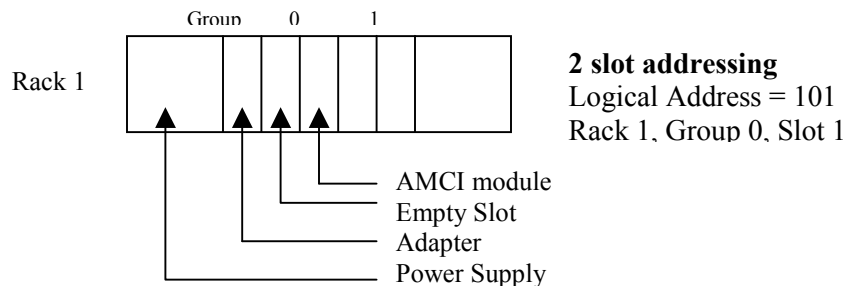 Group 0 1
Rack 1
2 slot addressing
Logical Address = 101
Rack 1, Group 0, Slot 1
AMCI module
Empty Slot
Adapter
Power Supply